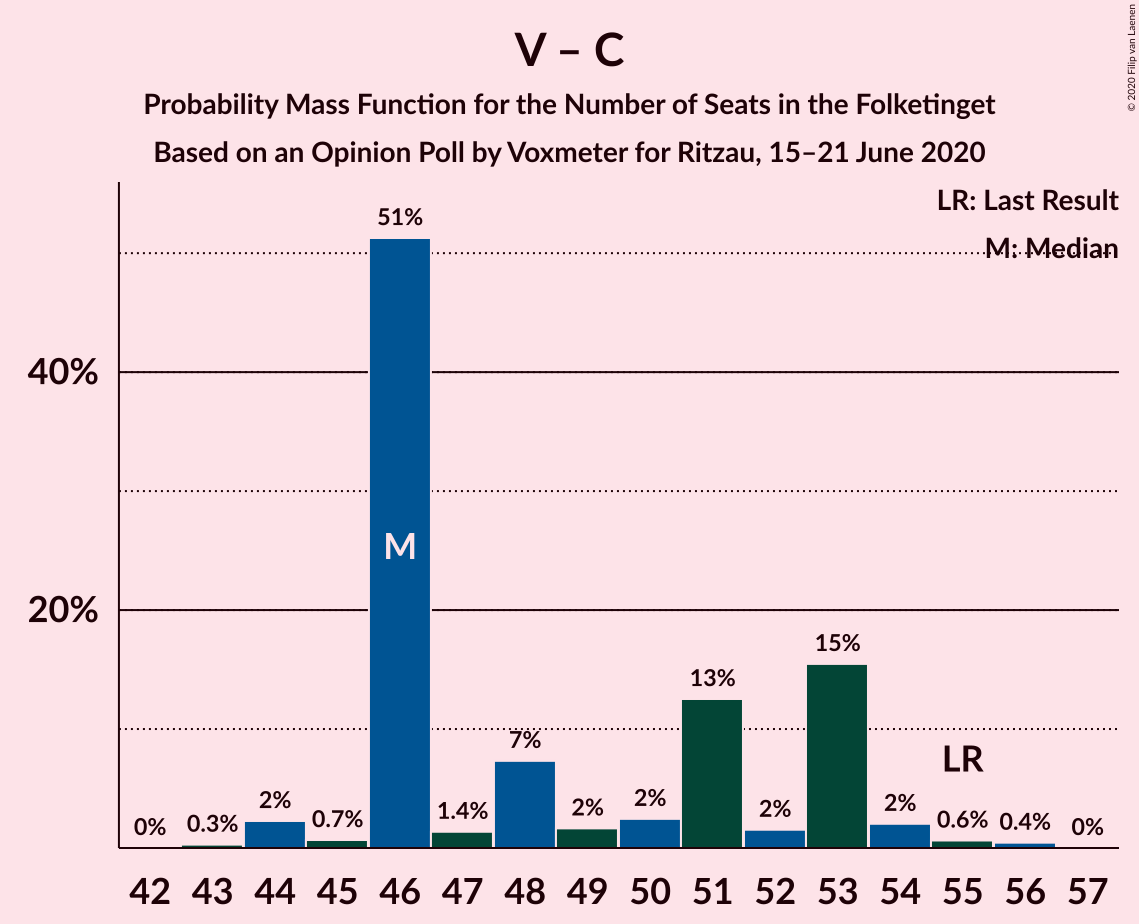 V – C
Probability Mass Function for the Number of Seats in the Folketinget
Based on an Opinion Poll by Voxmeter for Ritzau, 15–21 June 2020
© 2020 Filip van Laenen
LR: Last Result
M: Median
40%
20%
0%
0.3%
2%
0.7%
51%
1.4%
7%
2%
2%
13%
2%
15%
2%
0.6%
0.4%
0%
M
LR
42 43 44 45 46 47 48 49 50 51 52 53 54 55 56 57